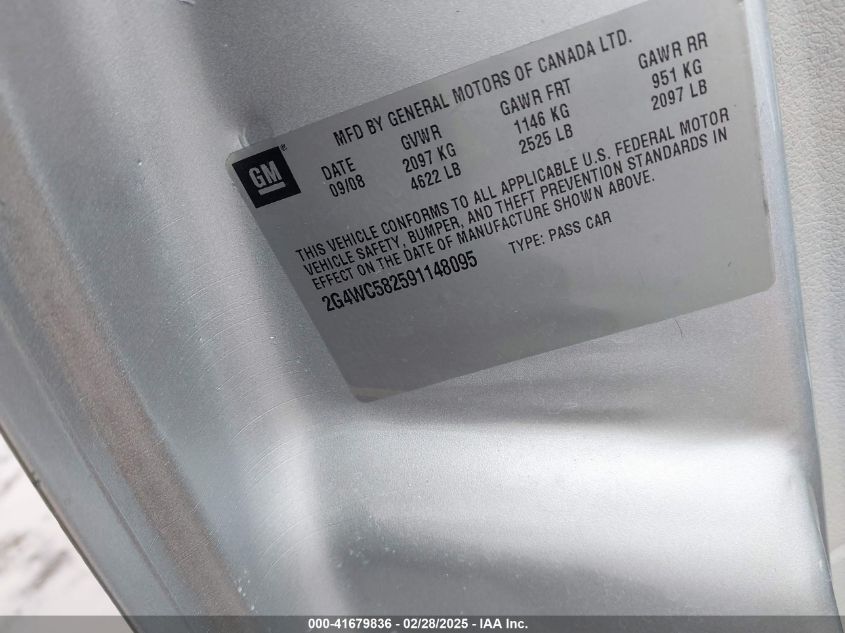 MFD BY GENERAL MOTORS OF CANADA LTD.
DATE GVWR GAWR FRT GAWR RR
09/08 2097 KG 1146 KG 951 KG
4622 LB 2525 LB 2097 LB
GM®
THIS VEHICLE CONFORMS TO ALL APPLICABLE U.S. FEDERAL MOTOR
VEHICLE SAFETY, BUMPER, AND THEFT PREVENTION STANDARDS IN
EFFECT ON THE DATE OF MANUFACTURE SHOWN ABOVE.
2G4WC582591148095 TYPE: PASS CAR
000-41679836 - 02/28/2025 - IAA Inc.